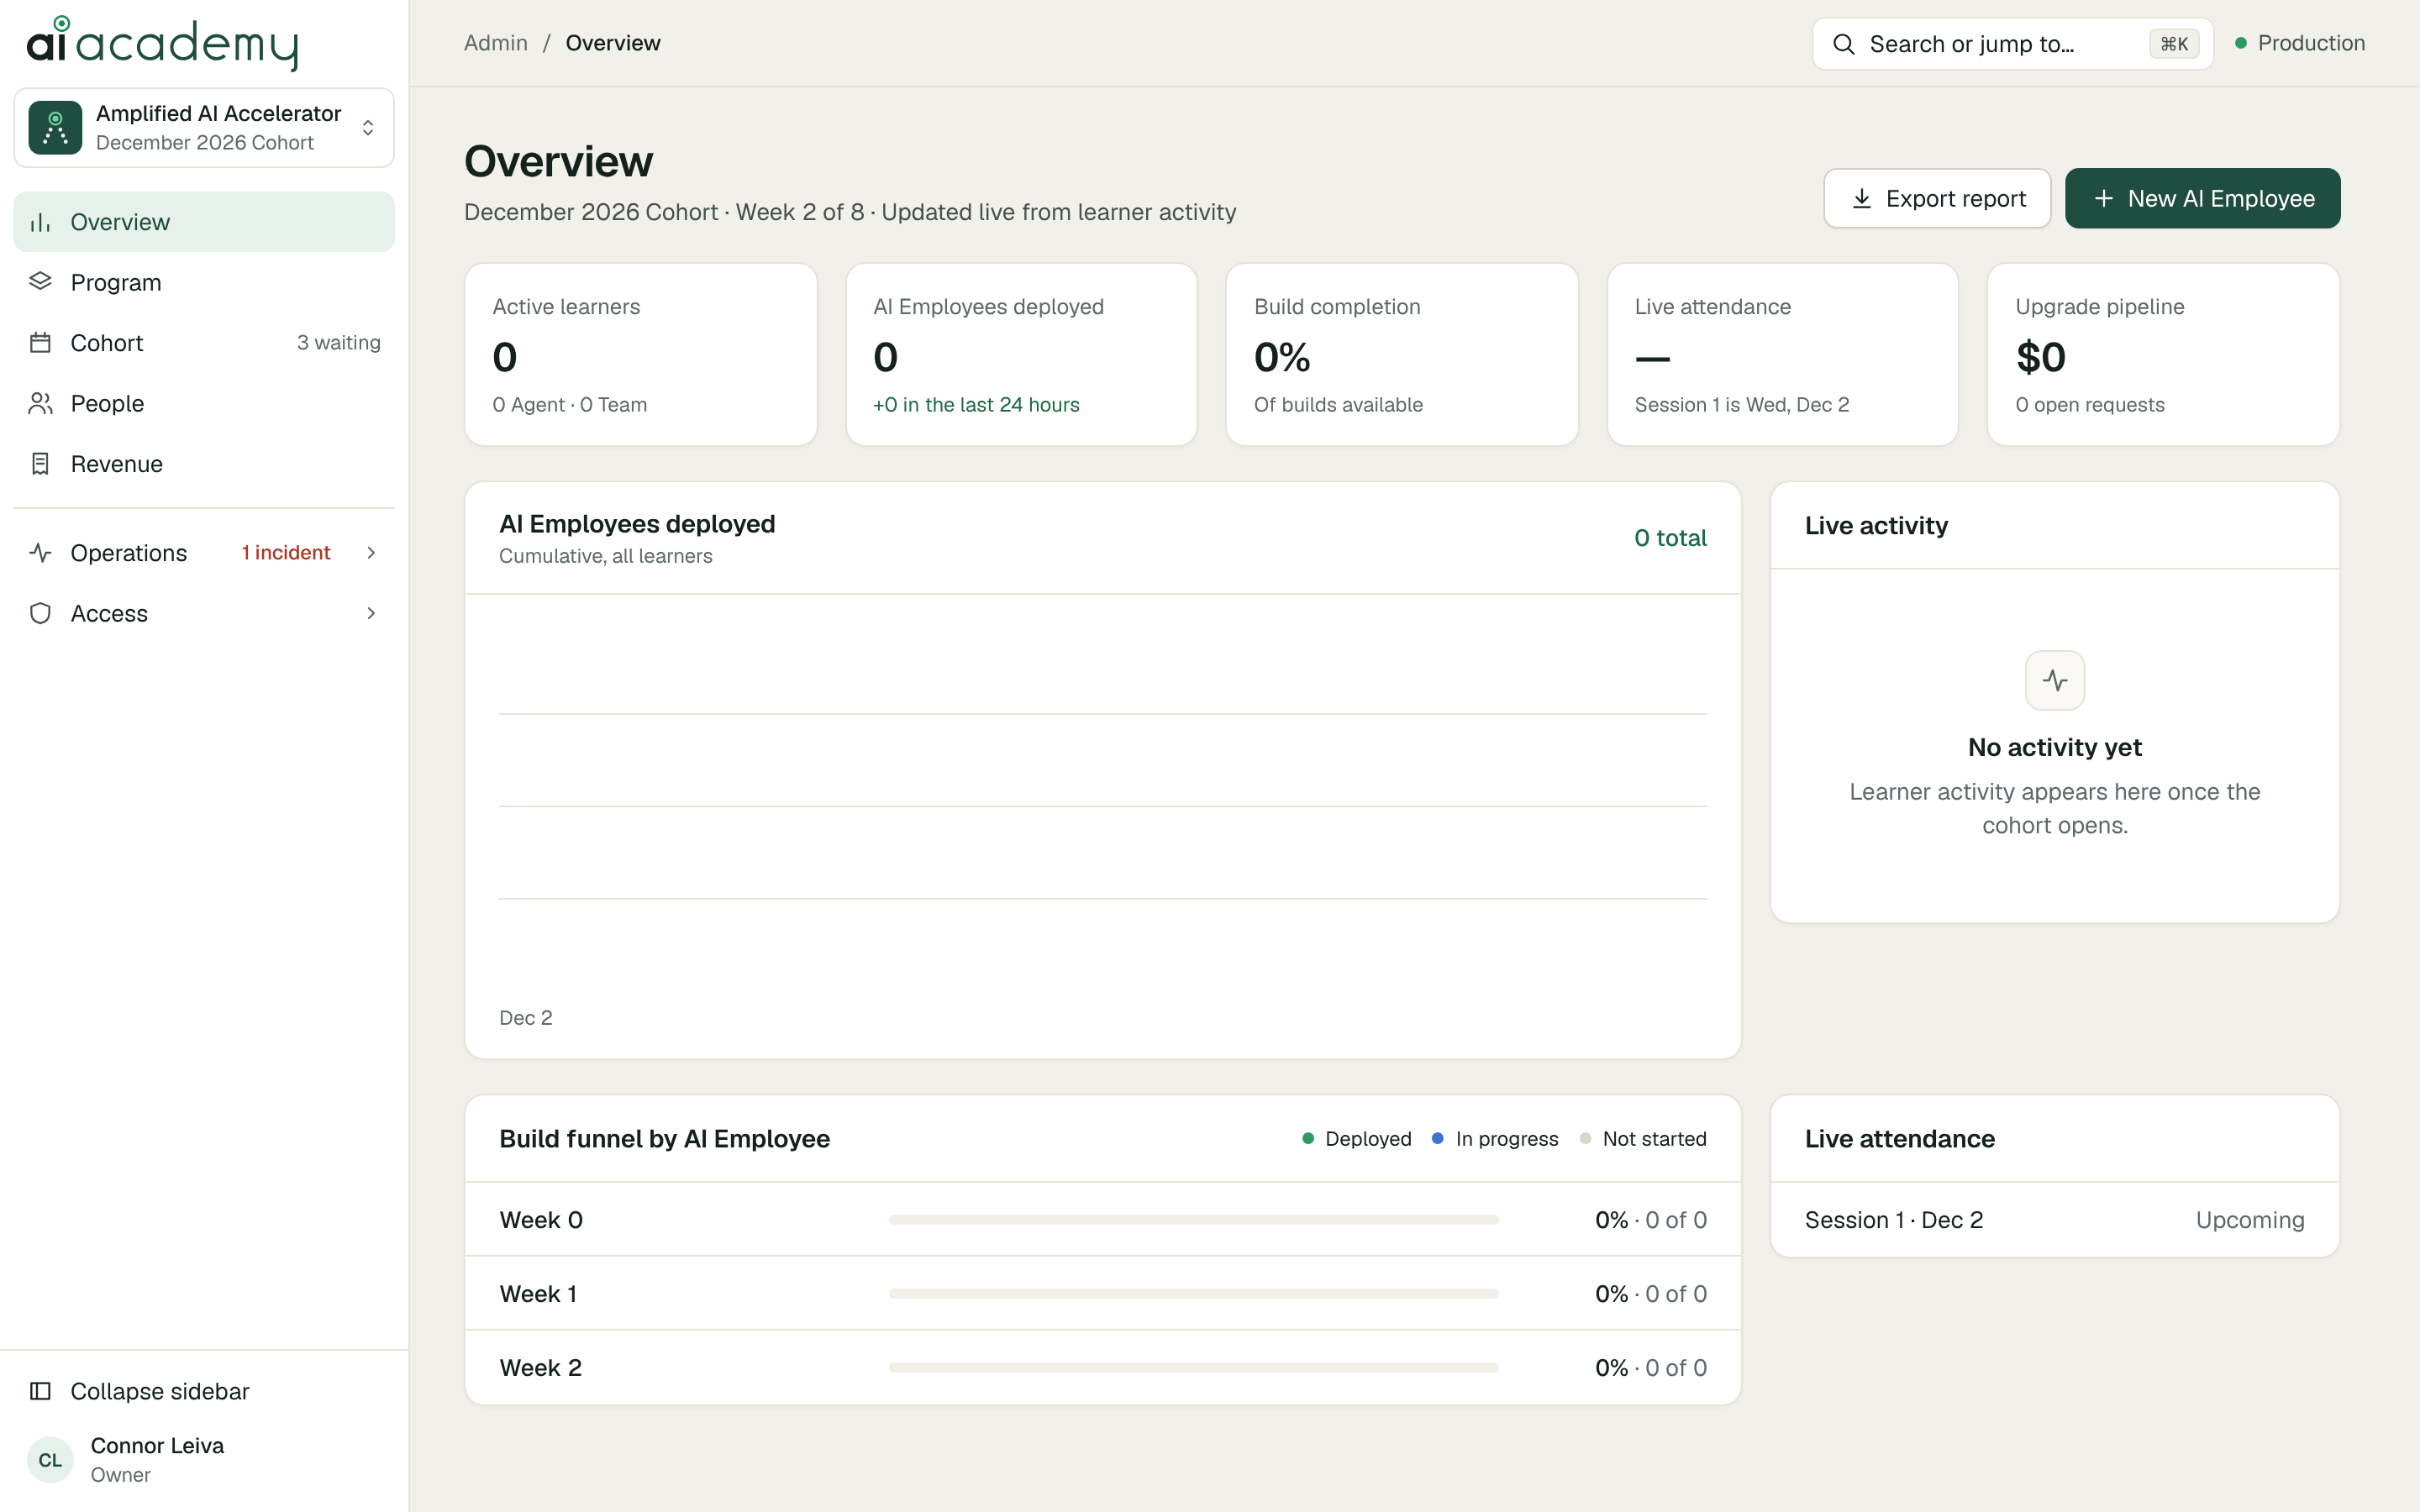 ai academy
Amplified AI Accelerator
December 2026 Cohort
Overview
Program
Cohort 3 waiting
People
Revenue
Operations 1 incident
Access
Collapse sidebar
CL
Connor Leiva
Owner
Admin / Overview
Search or jump to... ⌘K
Production
Overview
December 2026 Cohort · Week 2 of 8 · Updated live from learner activity
Export report
New AI Employee
Active learners
0
0 Agent · 0 Team
AI Employees deployed
0
+0 in the last 24 hours
Build completion
0%
Of builds available
Live attendance
—
Session 1 is Wed, Dec 2
Upgrade pipeline
$0
0 open requests
AI Employees deployed
Cumulative, all learners
0 total
Dec 2
Live activity
No activity yet
Learner activity appears here once the
cohort opens.
Build funnel by AI Employee
Deployed In progress Not started
Week 0 0% · 0 of 0
Week 1 0% · 0 of 0
Week 2 0% · 0 of 0
Live attendance
Session 1 · Dec 2 Upcoming